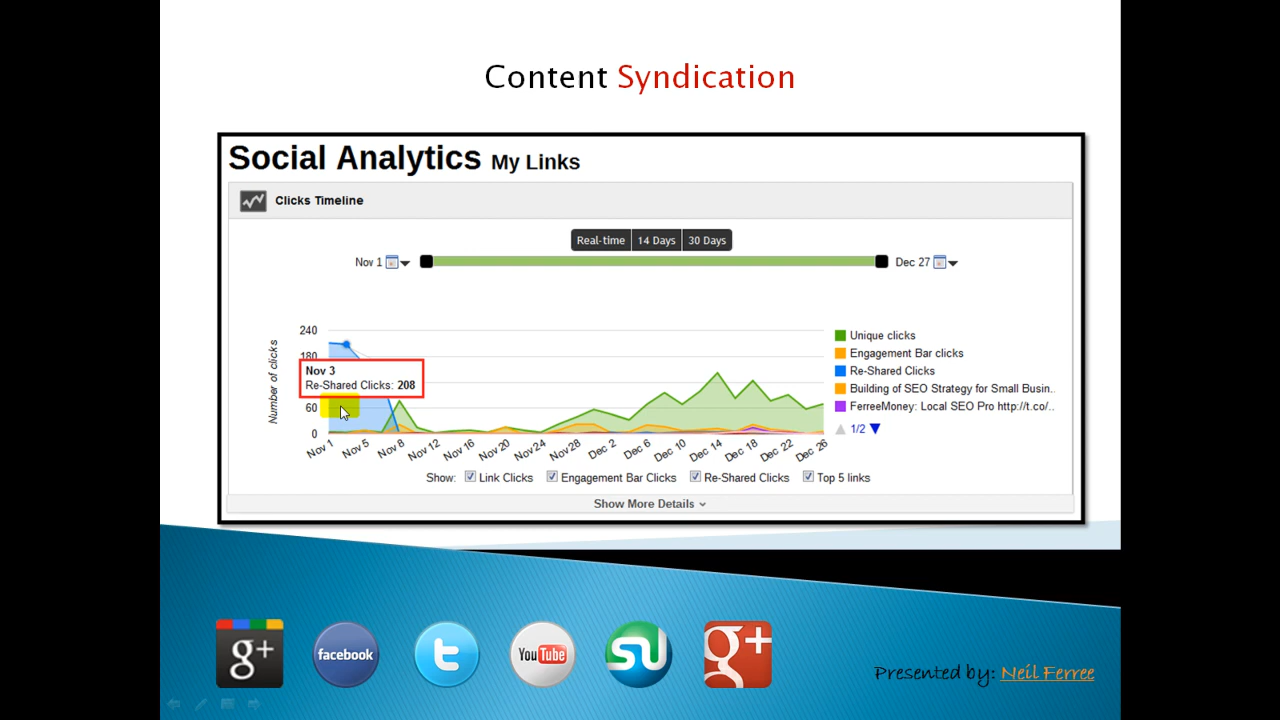 Content Syndication
Social Analytics My Links
Clicks Timeline
Real-time 14 Days 30 Days
Nov 1
Dec 27
Number of clicks
240
180
60
0
Nov 3
Re-Shared Clicks: 208
Nov 1 Nov 5 Nov 8 Nov 12 Nov 16 Nov 20 Nov 24 Nov 28 Dec 2 Dec 6 Dec 10 Dec 14 Dec 18 Dec 22 Dec 26
Unique clicks
Engagement Bar clicks
Re-Shared Clicks
Building of SEO Strategy for Small Busin..
FerreeMoney: Local SEO Pro http://t.co/..
1/2
Show: Link Clicks Engagement Bar Clicks Re-Shared Clicks Top 5 links
Show More Details
g+ facebook t YouTube SU g+
Presented by: Neil Ferree